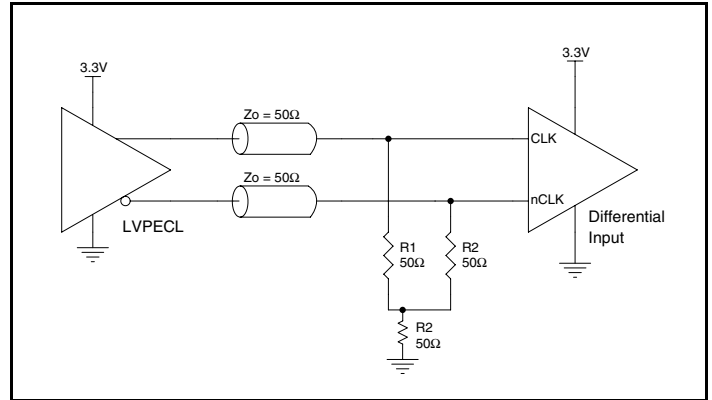 3.3V
3.3V
Zo = 50Ω
CLK
Zo = 50Ω
nCLK
LVPECL
Differential
Input
R1
50Ω
R2
50Ω
R2
50Ω